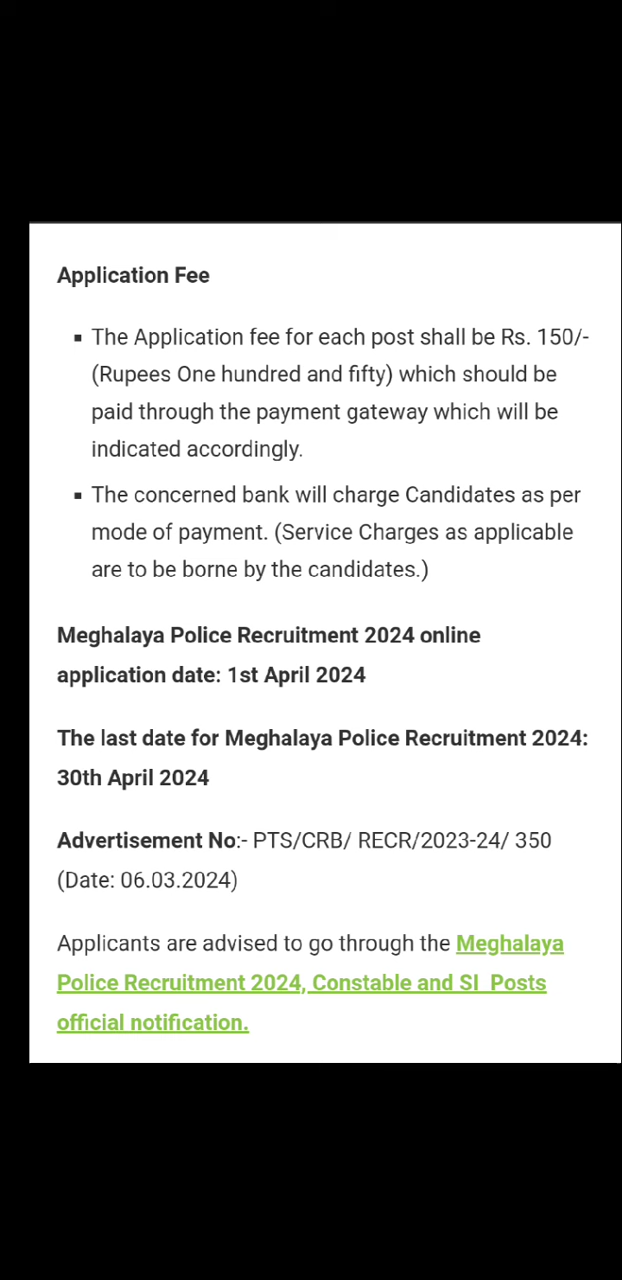 Application Fee
▪ The Application fee for each post shall be Rs. 150/-
(Rupees One hundred and fifty) which should be
paid through the payment gateway which will be
indicated accordingly.
▪ The concerned bank will charge Candidates as per
mode of payment. (Service Charges as applicable
are to be borne by the candidates.)
Meghalaya Police Recruitment 2024 online
application date: 1st April 2024
The last date for Meghalaya Police Recruitment 2024:
30th April 2024
Advertisement No:- PTS/CRB/ RECR/2023-24/ 350
(Date: 06.03.2024)
Applicants are advised to go through the Meghalaya
Police Recruitment 2024, Constable and SI  Posts
official notification.